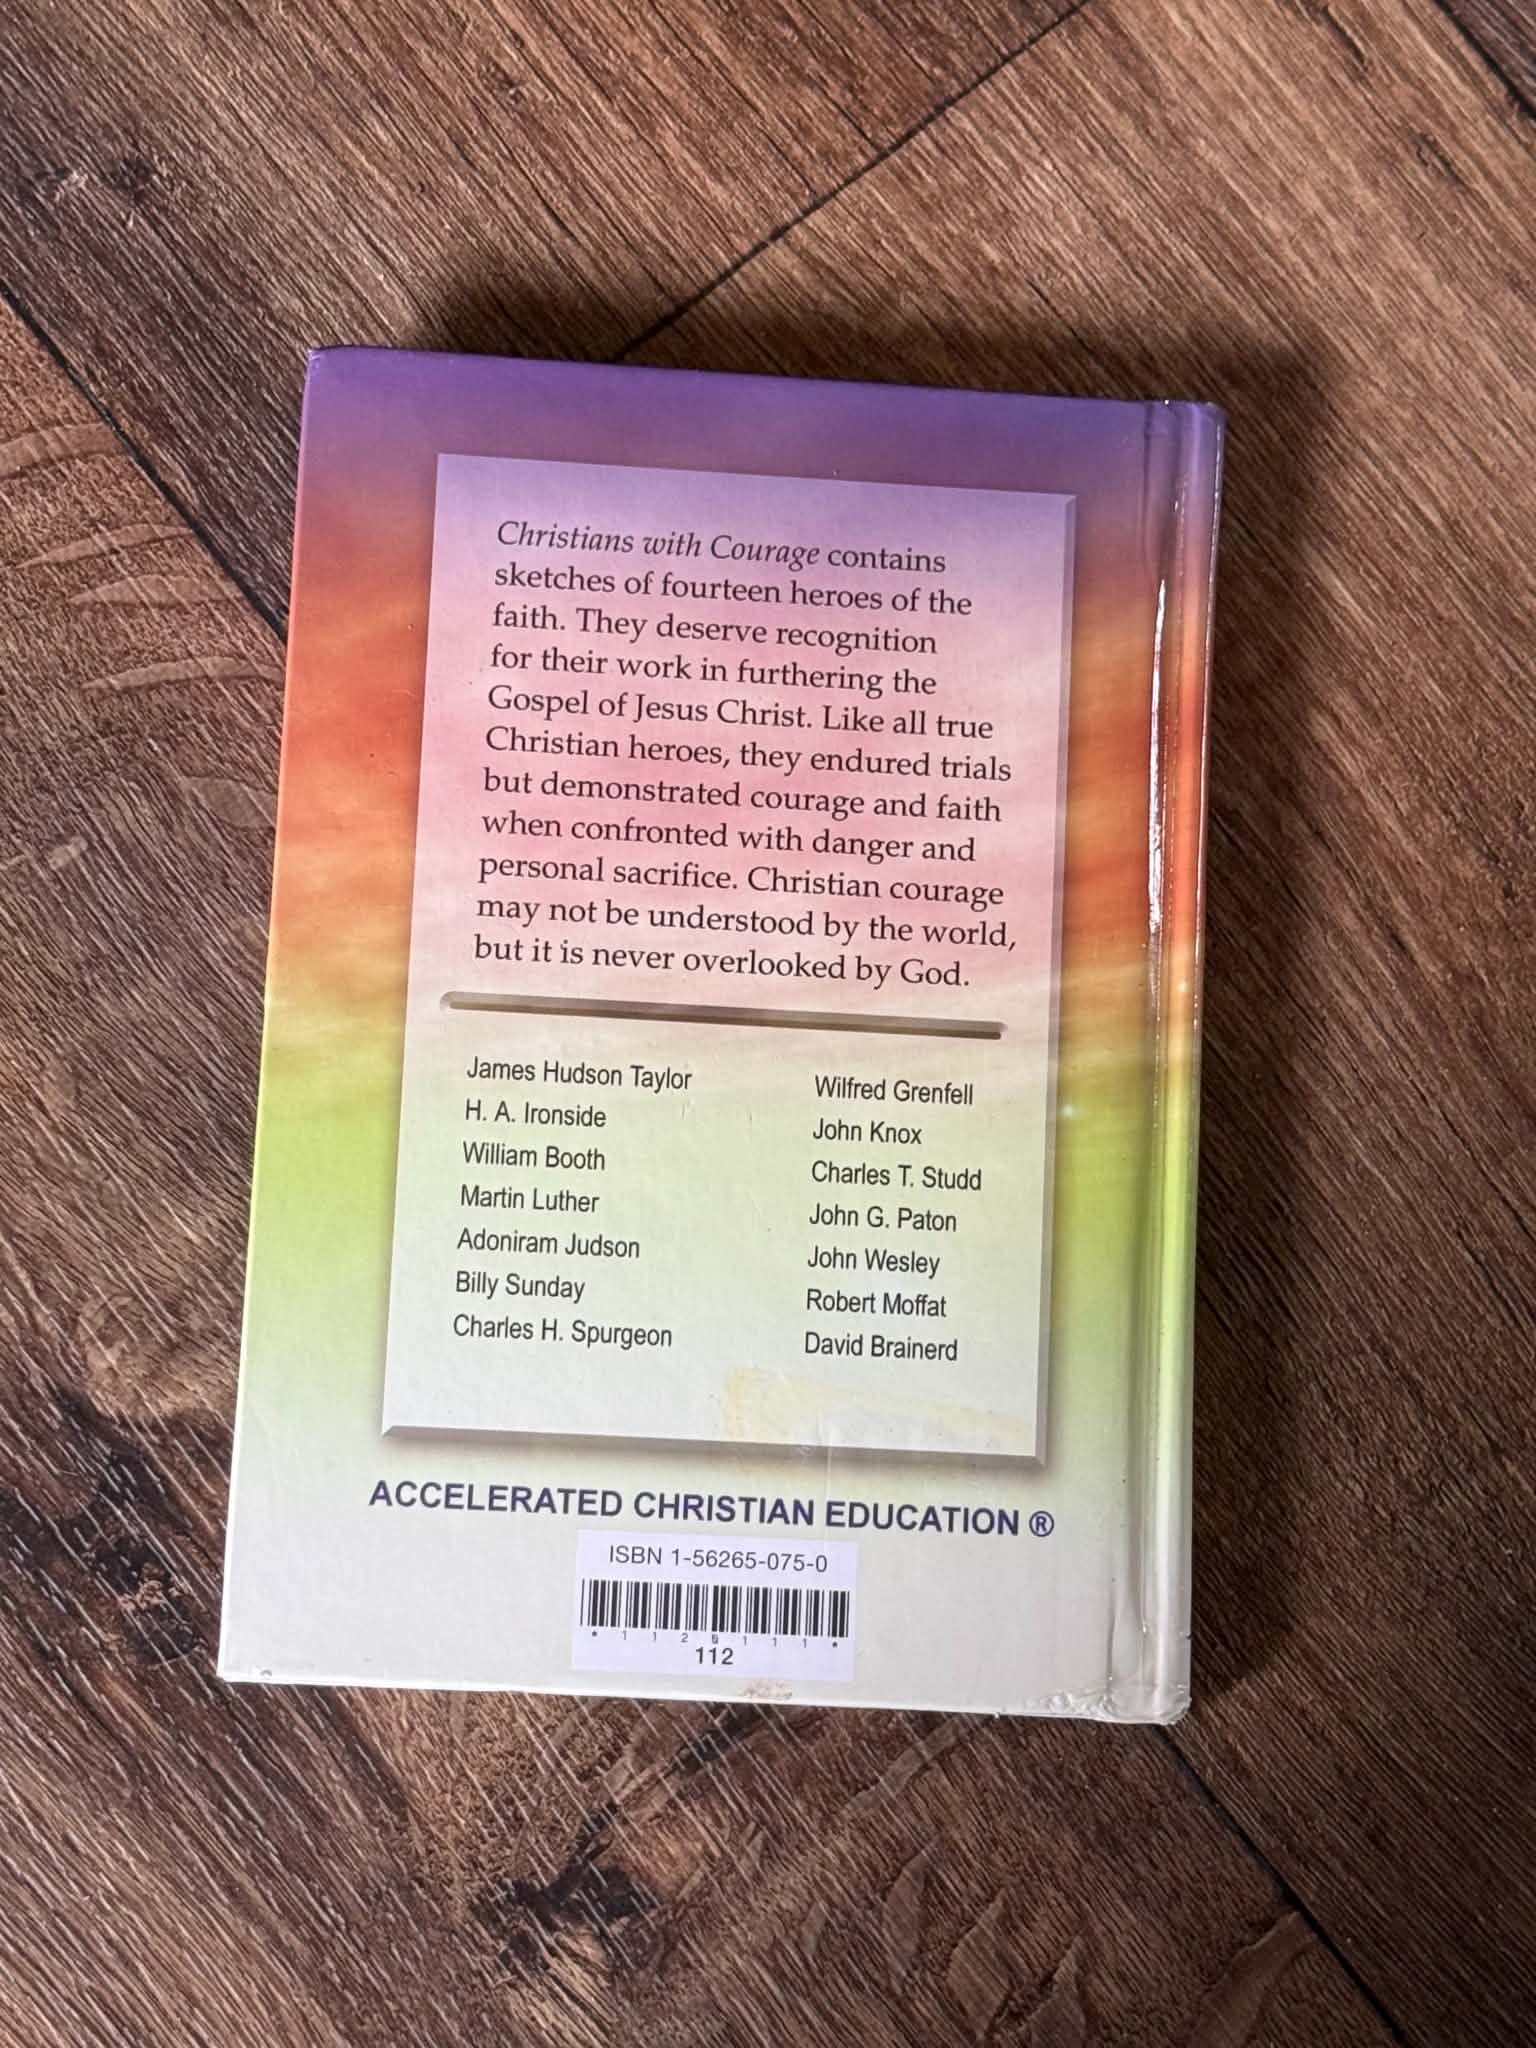 Christians with Courage contains
sketches of fourteen heroes of the
faith. They deserve recognition
for their work in furthering the
Gospel of Jesus Christ. Like all true
Christian heroes, they endured trials
but demonstrated courage and faith
when confronted with danger and
personal sacrifice. Christian courage
may not be understood by the world,
but it is never overlooked by God.
James Hudson Taylor
H. A. Ironside
William Booth
Martin Luther
Adoniram Judson
Billy Sunday
Charles H. Spurgeon
Wilfred Grenfell
John Knox
Charles T. Studd
John G. Paton
John Wesley
Robert Moffat
David Brainerd
ACCELERATED CHRISTIAN EDUCATION ®
ISBN 1-56265-075-0
112